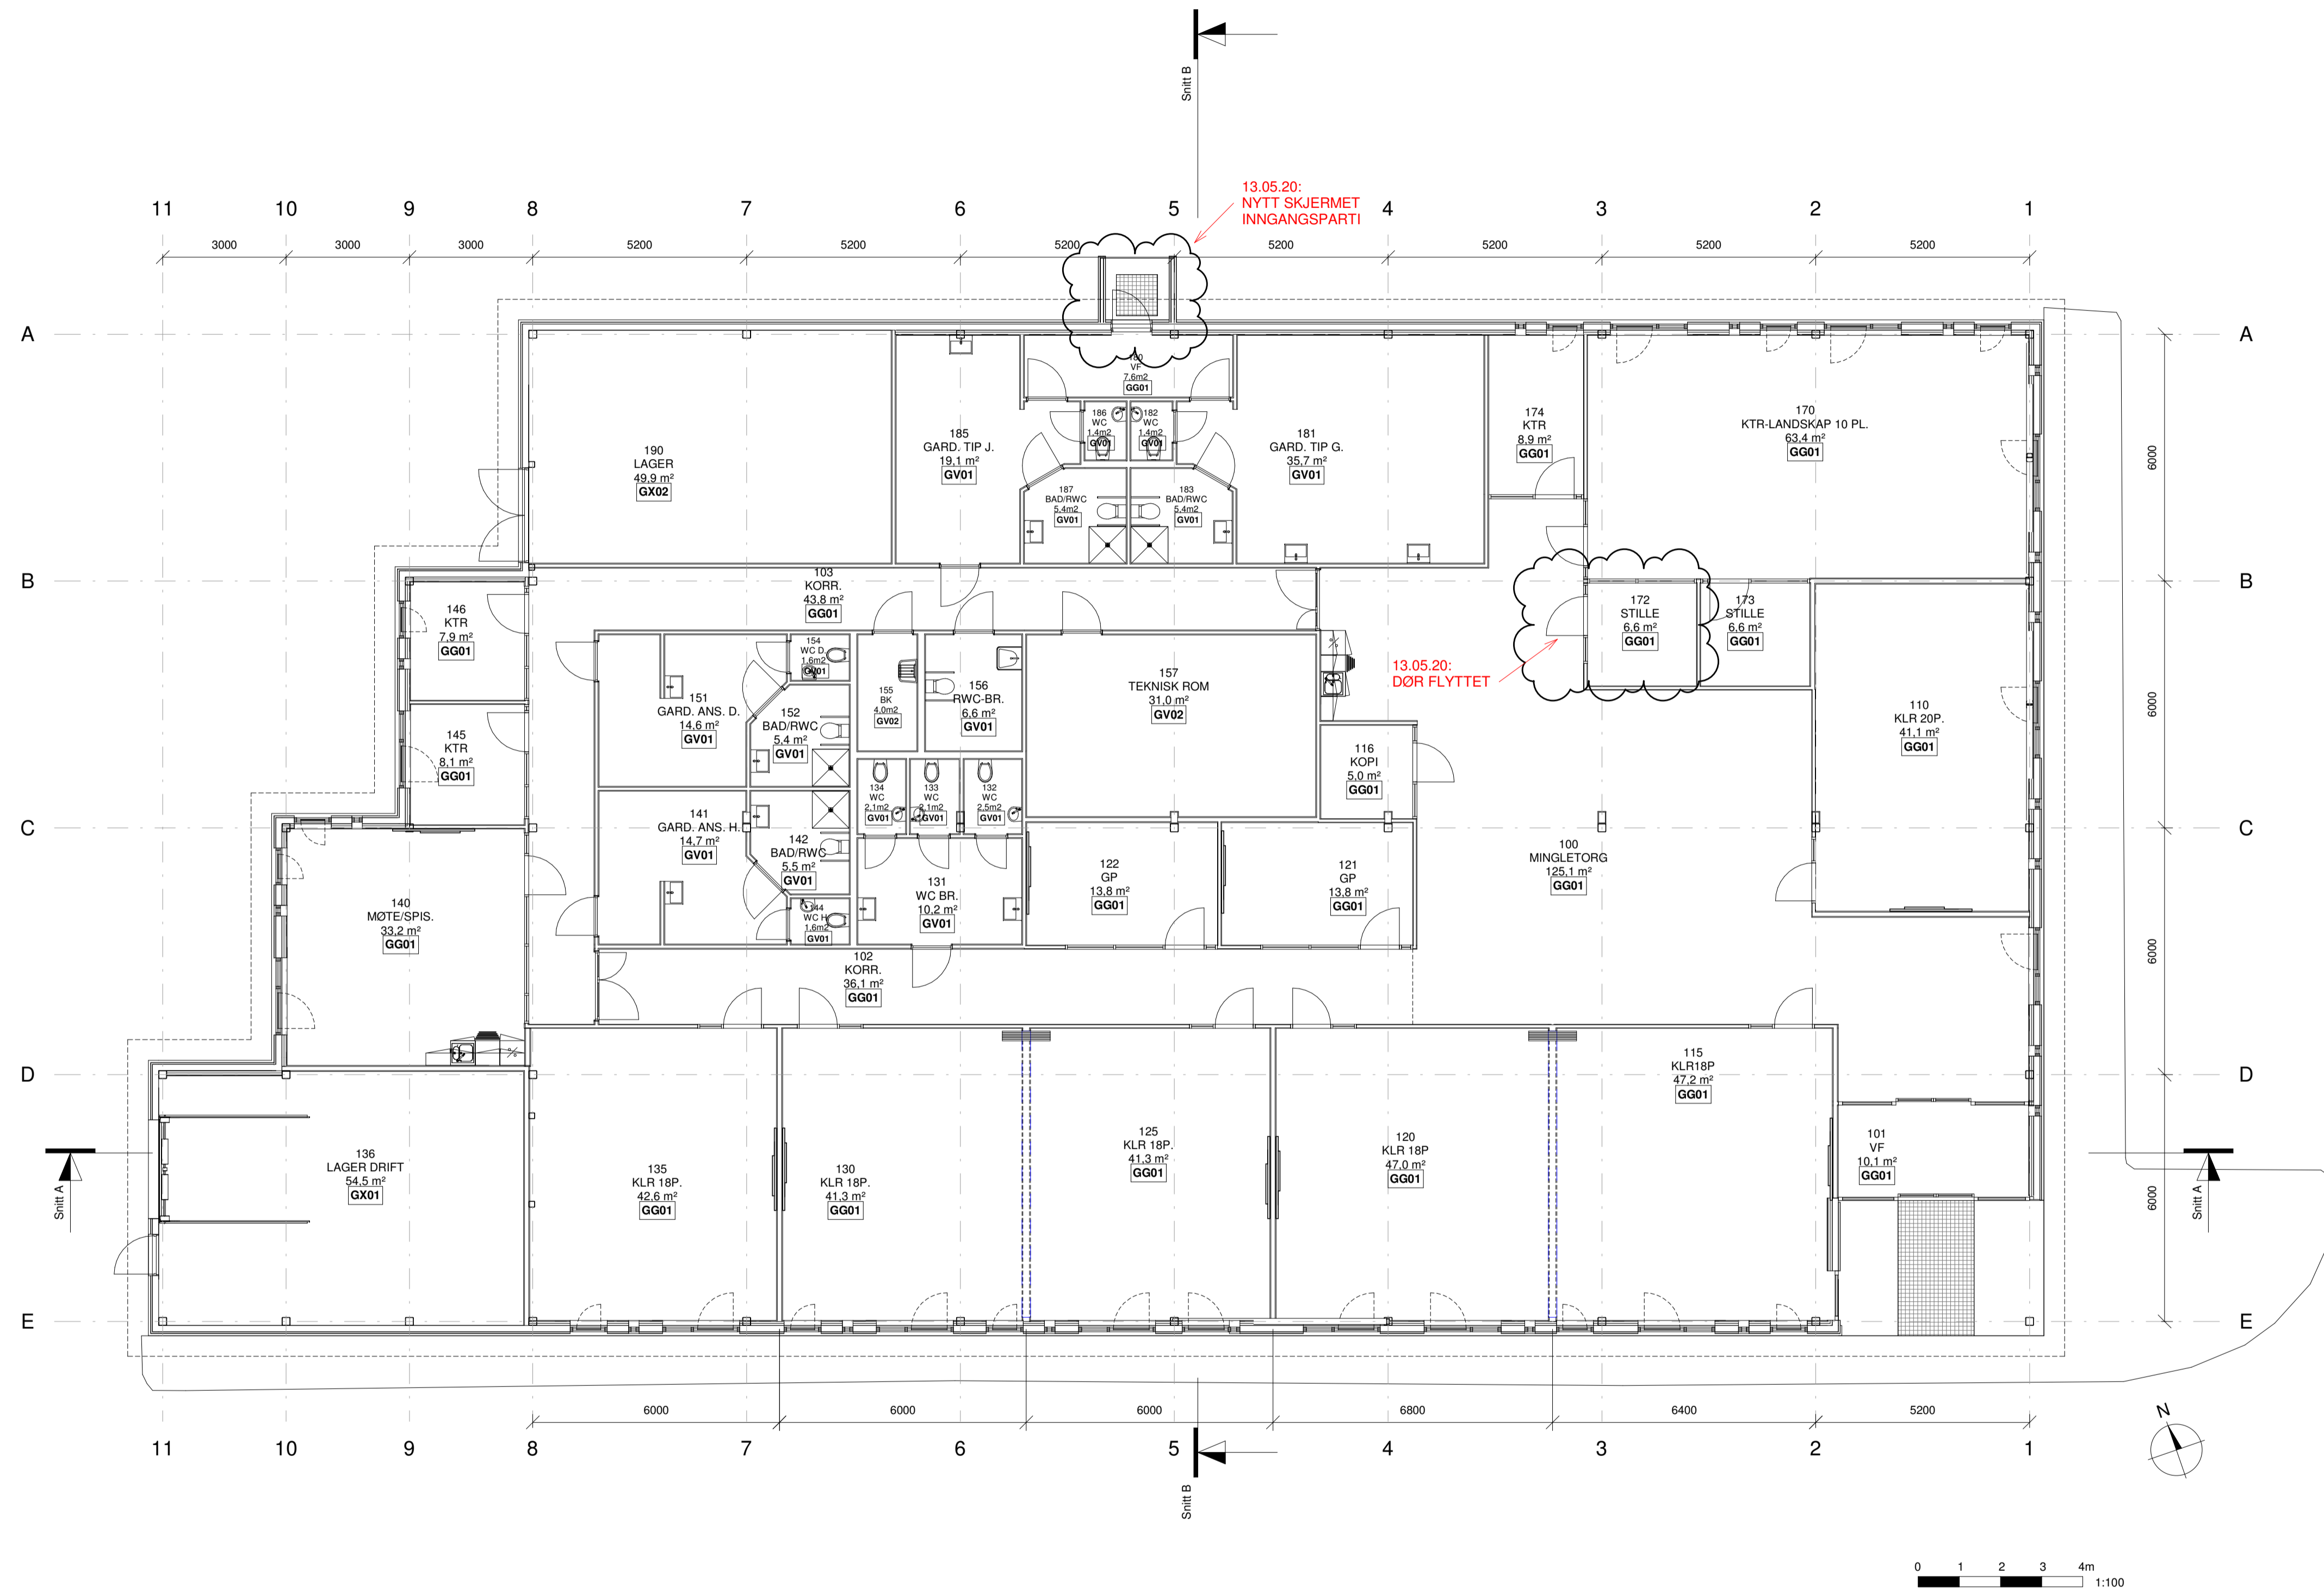 Snitt B
13.05.20:
NYTT SKJERMET
INNGANGSPARTI
11 10 9 8 7 6 5 4 3 2 1
3000 3000 3000 5200 5200 5200 5200 5200 5200 5200
A A
180
VF
7,6m2
GG01
186
WC
1,4m2
GV01
182
WC
1,4m2
GV01
174
KTR
8,9 m²
GG01
170
KTR-LANDSKAP 10 PL.
63,4 m²
GG01
185
GARD. TIP J.
19,1 m²
GV01
181
GARD. TIP G.
35,7 m²
GV01
190
LAGER
49,9 m²
GX02
6000
187
BAD/RWC
5,4m2
GV01
183
BAD/RWC
5,4m2
GV01
B B
103
KORR.
43,8 m²
GG01
146
KTR
7,9 m²
GG01
172
STILLE
6,6 m²
GG01
173
STILLE
6,6 m²
GG01
154
WC D.
1,6m2
GV01
13.05.20:
DØR FLYTTET
151
GARD. ANS. D.
14,6 m²
GV01
152
BAD/RWC
5,4 m²
GV01
155
BK
4,0m2
GV02
156
RWC-BR.
6,6 m²
GV01
157
TEKNISK ROM
31,0 m²
GV02
110
KLR 20P.
41,1 m²
GG01
6000
145
KTR
8,1 m²
GG01
116
KOPI
5,0 m²
GG01
134
WC
2,1m2
GV01
133
WC
2,1m2
GV01
132
WC
2,5m2
GV01
C C
141
GARD. ANS. H.
14,7 m²
GV01
142
BAD/RWC
5,5 m²
GV01
100
MINGLETORG
125,1 m²
GG01
122
GP
13,8 m²
GG01
121
GP
13,8 m²
GG01
131
WC BR.
10,2 m²
GV01
140
MØTE/SPIS.
33,2 m²
GG01
144
WC H.
1,6m2
GV01
6000
102
KORR.
36,1 m²
GG01
D D
115
KLR18P
47,2 m²
GG01
125
KLR 18P.
41,3 m²
GG01
120
KLR 18P
47,0 m²
GG01
101
VF
10,1 m²
GG01
136
LAGER DRIFT
54,5 m²
GX01
135
KLR 18P.
42,6 m²
GG01
130
KLR 18P.
41,3 m²
GG01
Snitt A
Snitt A
6000
E E
6000 6000 6000 6800 6400 5200
11 10 9 8 7 6 5 4 3 2 1
N
Snitt B
0 1 2 3 4m
1:100